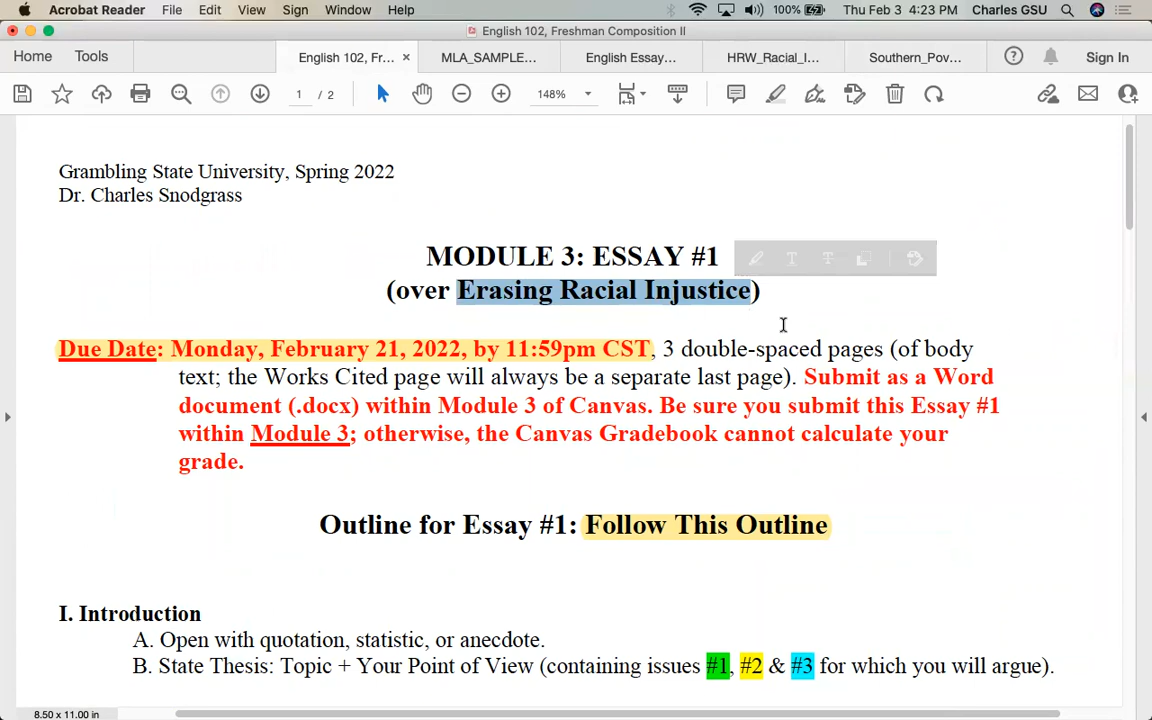 Acrobat Reader File Edit View Sign Window Help 100% Thu Feb 3 4:23 PM Charles GSU
English 102, Freshman Composition II
Home Tools English 102, Fr... × MLA_SAMPLE... English Essay... HRW_Racial_I... Southern_Pov... Sign In
1 / 2 148%
Grambling State University, Spring 2022
Dr. Charles Snodgrass
MODULE 3: ESSAY #1
(over Erasing Racial Injustice)
Due Date: Monday, February 21, 2022, by 11:59pm CST, 3 double-spaced pages (of body
text; the Works Cited page will always be a separate last page). Submit as a Word
document (.docx) within Module 3 of Canvas. Be sure you submit this Essay #1
within Module 3; otherwise, the Canvas Gradebook cannot calculate your
grade.
Outline for Essay #1: Follow This Outline
I. Introduction
A. Open with quotation, statistic, or anecdote.
B. State Thesis: Topic + Your Point of View (containing issues #1, #2 & #3 for which you will argue).
8.50 x 11.00 in